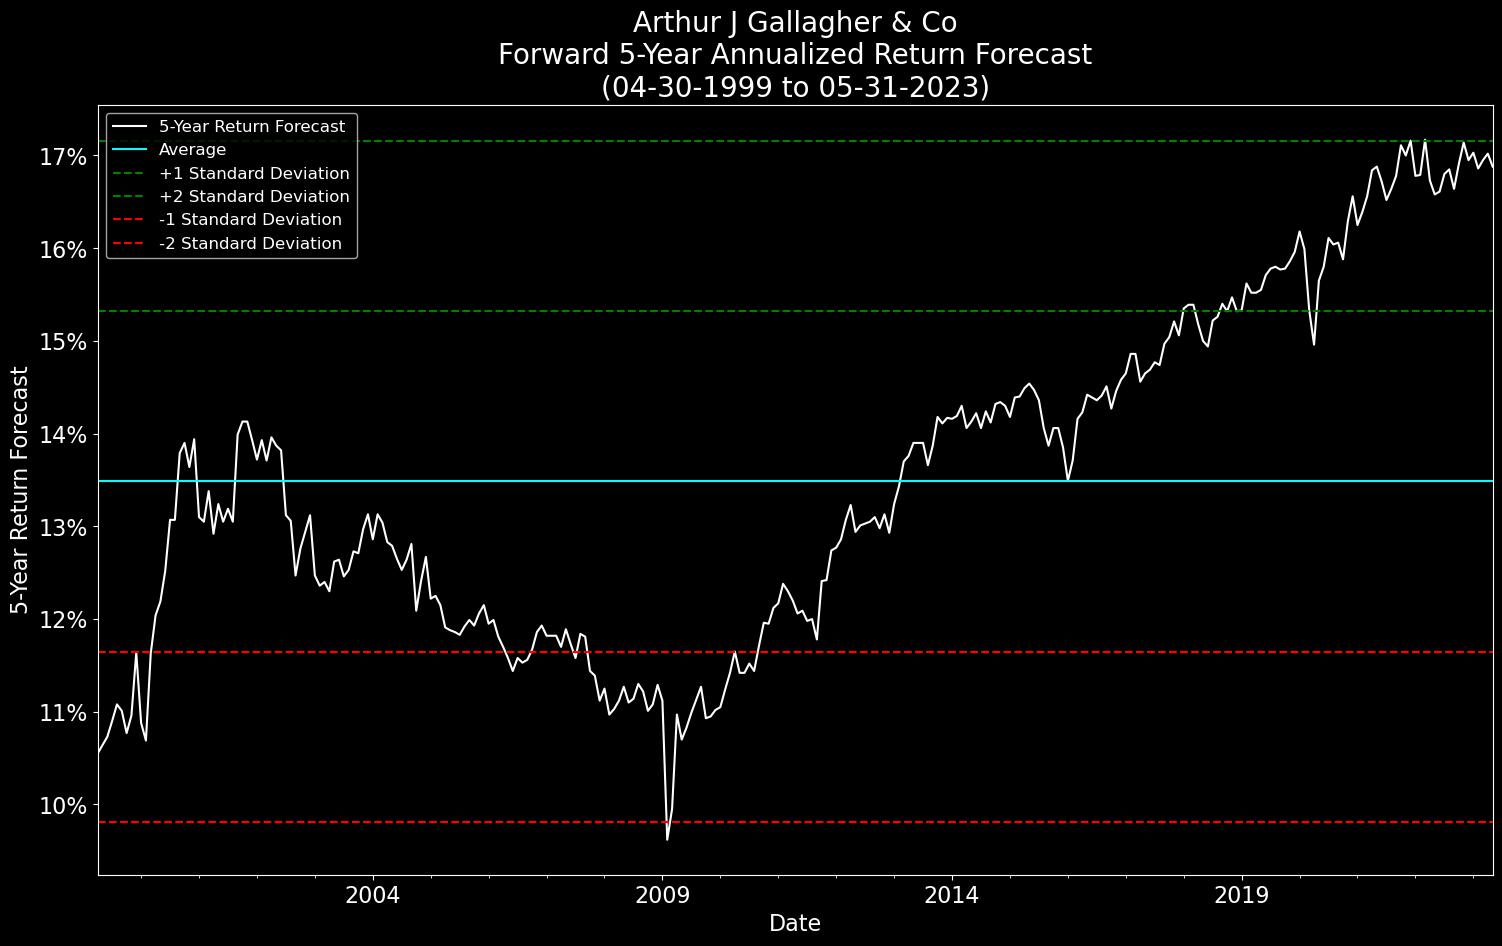 Arthur J Gallagher & Co
Forward 5-Year Annualized Return Forecast
(04-30-1999 to 05-31-2023)
5-Year Return Forecast
Average
+1 Standard Deviation
+2 Standard Deviation
-1 Standard Deviation
-2 Standard Deviation
17%
16%
15%
14%
13%
12%
11%
10%
5-Year Return Forecast
2004
2009
2014
2019
Date